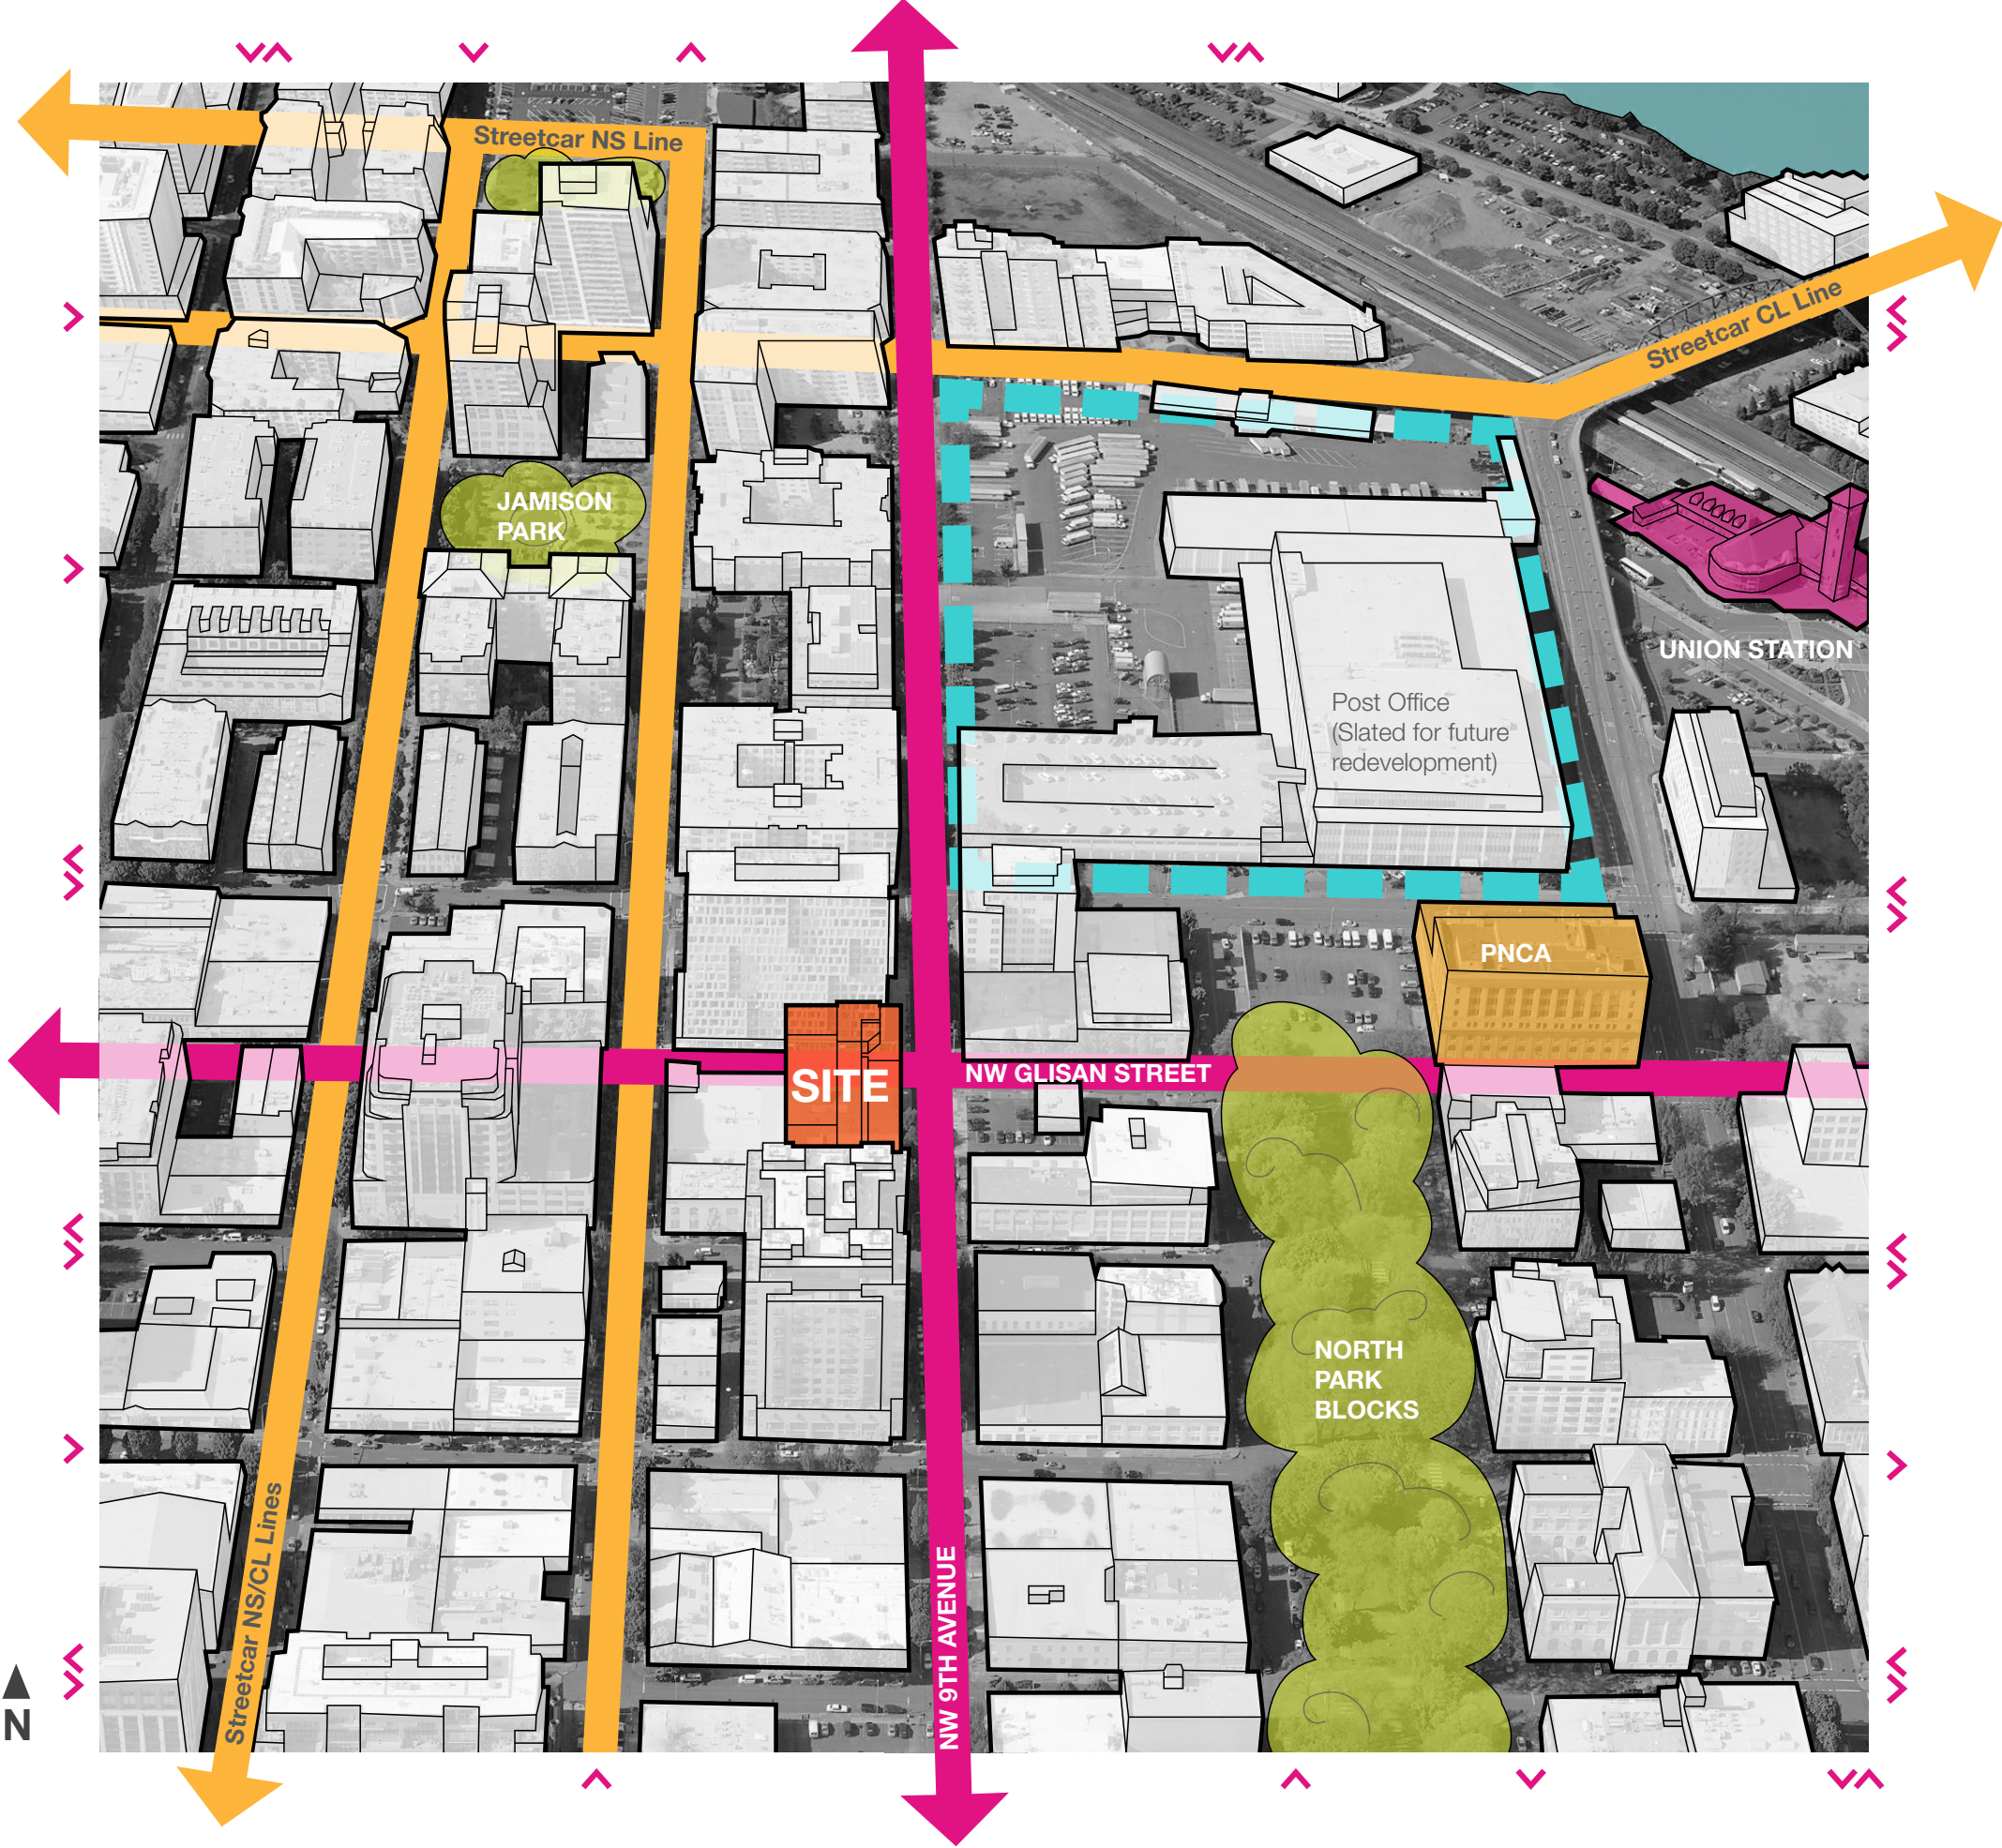 Streetcar NS Line
Streetcar CL Line
JAMISON
PARK
UNION STATION
Post Office
(Slated for future
redevelopment)
PNCA
SITE
NW GLISAN STREET
NORTH
PARK
BLOCKS
Streetcar NS/CL Lines
NW 9TH AVENUE
N